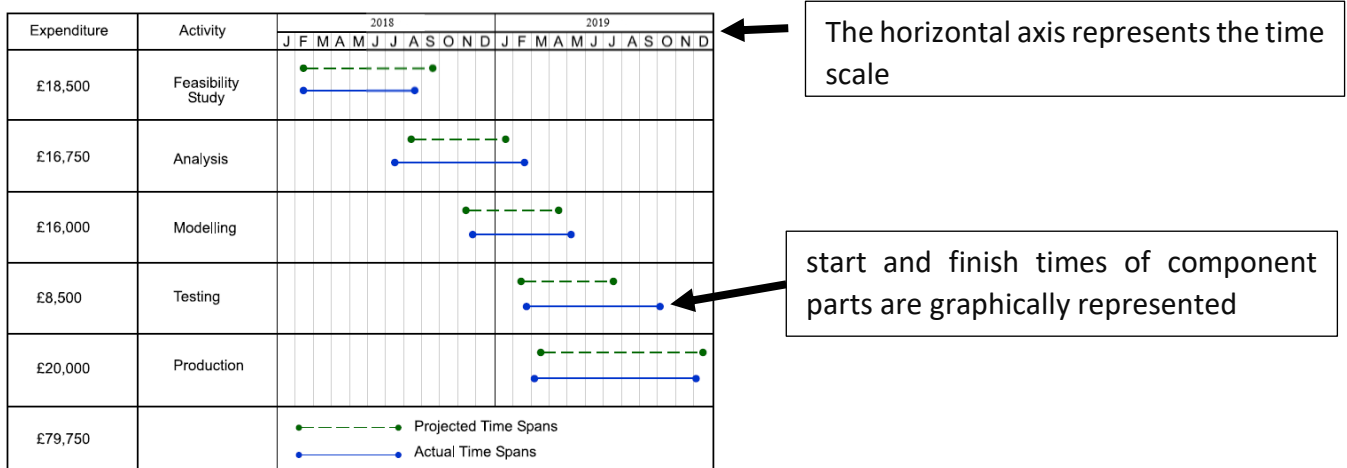 Expenditure Activity 2018 2019
J F M A M J J A S O N D J F M A M J J A S O N D
The horizontal axis represents the time
scale
£18,500 Feasibility
Study
£16,750 Analysis
£16,000 Modelling
start and finish times of component
parts are graphically represented
£8,500 Testing
£20,000 Production
£79,750
Projected Time Spans
Actual Time Spans